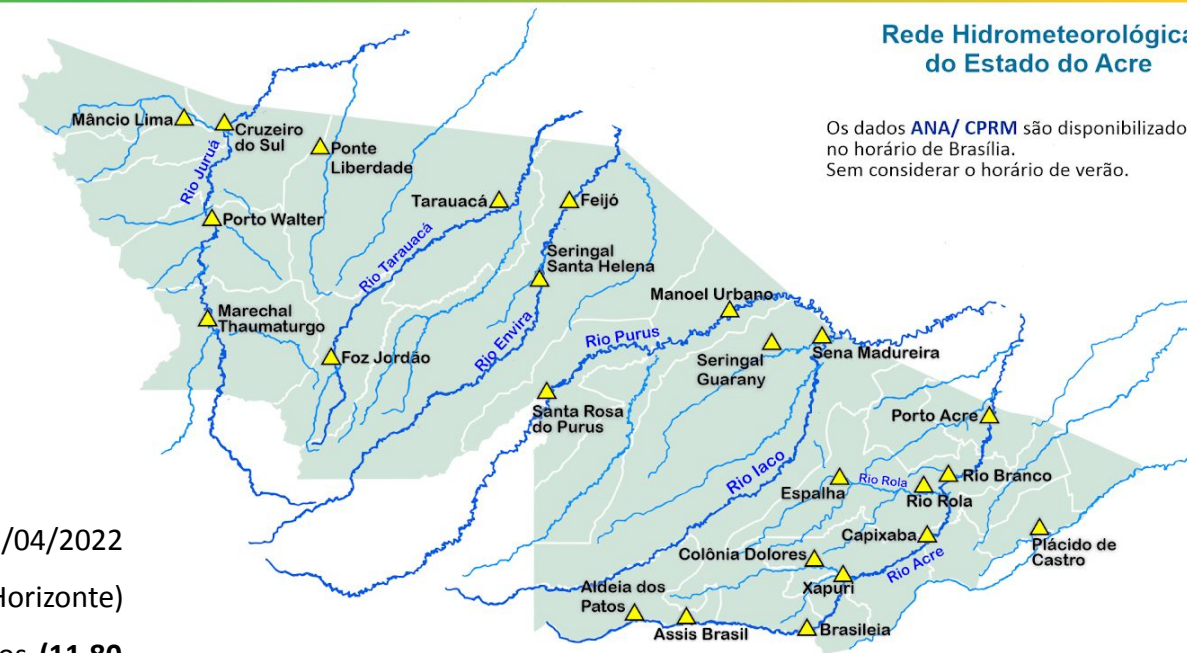 Rede Hidrometeorológica
do Estado do Acre
Os dados ANA/ CPRM são disponibilizado
no horário de Brasília.
Sem considerar o horário de verão.
Mâncio Lima
Cruzeiro
do Sul
Ponte
Liberdade
Rio Juruá
Porto Walter
Tarauacá
Feijó
Rio Tarauacá
Seringal
Santa Helena
Manoel Urbano
Marechal
Thaumaturgo
Foz Jordão
Rio Envira
Rio Purus
Seringal
Guarany
Sena Madureira
Santa Rosa
do Purus
Porto Acre
Rio Iaco
Espalha
Rio Rola
Rio Branco
Rio Rola
Capixaba
Plácido de
Castro
Colônia Dolores
Rio Acre
Xapuri
Aldeia dos
Patos
Assis Brasil
Brasileia
/04/2022
Horizonte)
os (11,80